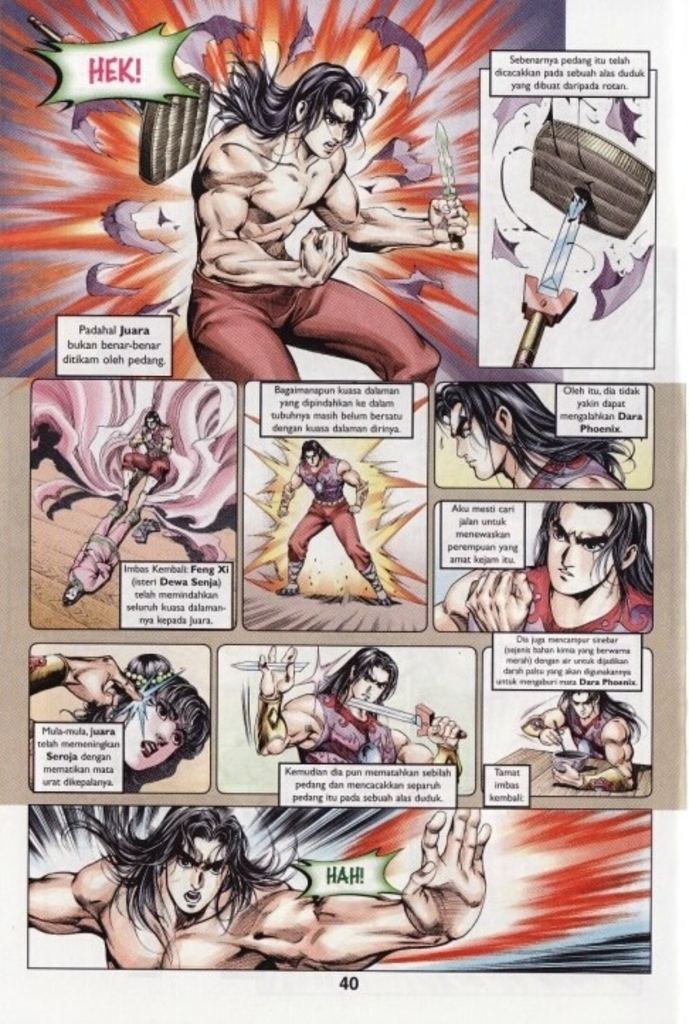 HEK!
Sebenarnya pedang itu telah
dicacakkan pada sebuah alas duduk
yang dibuat daripada rotan.
Padahal Juara
bukan benar-benar
ditikam oleh pedang.
Imbas Kembali: Feng Xi
(isteri Dewa Senja)
telah memindahkan
seluruh kuasa dalaman-
nya kepada Juara.
Bagaimanapun kuasa dalaman
yang dipindahkan ke dalam
tubuhnya masih belum bersatu
dengan kuasa dalam dirinya.
Oleh itu, dia tidak
yakin dapat
mengalahkan Dara
Phoenix.
Aku mesti cari
jalan untuk
menewaskan
perempuan yang
amat kejam itu.
Mula-mula, Juara
telah memeningkan
Seroja dengan
mematikan mata
urat dikepalanya.
Kemudian dia pun mematahkan sebilah
pedang dan mencacakkan separuh
pedang itu pada sebuah alas duduk.
Dia juga mencampur sinebar
(sejenis bahan kimia yang berwarna
merah) dengan air untuk dijadikan
darah palsu yang akan digunakannya
untuk mengaburi mata Dara Phoenix.
Tamat
imbas
kembali:
HAH!
40